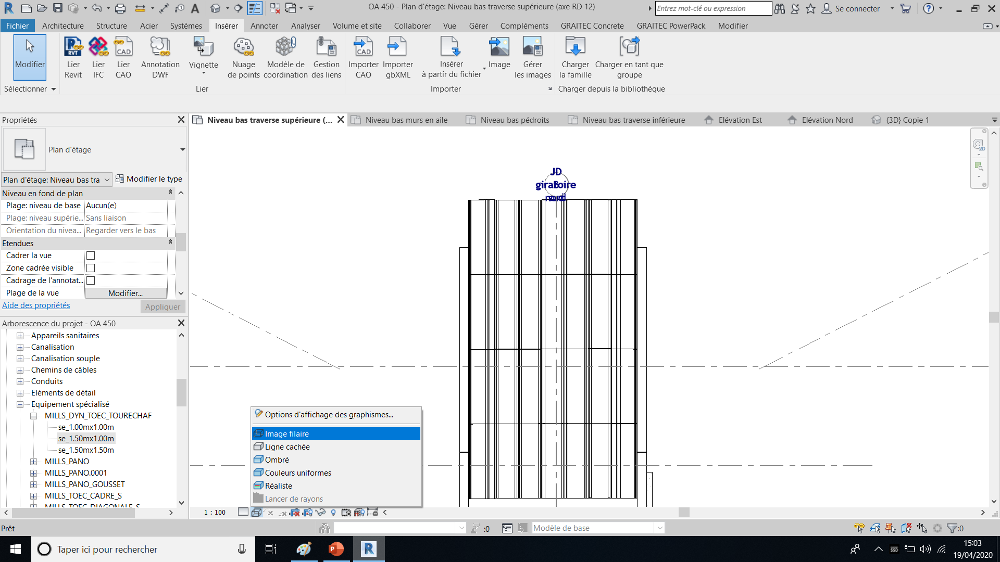 OA 450 - Plan d'étage: Niveau bas traverse supérieure (axe RD 12)
Entrez mot-clé ou expression
Se connecter
Fichier Architecture Structure Acier Systèmes Insérer Annoter Analyser Volume et site Collaborer Vue Gérer Compléments GRAITEC Concrete GRAITEC PowerPack Modifier
Modifier
Lier Revit
Lier IFC
Lier CAO
Annotation DWF
Vignette
Nuage de points
Modèle de coordination
Gestion des liens
Importer CAO
Importer gbXML
Insérer à partir du fichier
Image
Gérer les images
Charger la famille
Charger en tant que groupe
Sélectionner
Lier
Importer
Charger depuis la bibliothèque
Propriétés
Niveau bas traverse supérieure (...
Niveau bas murs en aile
Niveau bas pédroits
Niveau bas traverse inférieure
Elévation Est
Elévation Nord
{3D} Copie 1
Plan d'étage
Plan d'étage: Niveau bas tra
Modifier le type
Niveau en fond de plan
Plage: niveau de base Aucun(e)
Plage: niveau supérie... Sans liaison
Orientation du nivea... Regarder vers le bas
Etendues
Cadrer la vue
Zone cadrée visible
Cadrage de l'annotat...
Plage de la vue Modifier...
Aide des propriétés
Appliquer
Arborescence du projet - OA 450
Appareils sanitaires
Canalisation
Canalisation souple
Chemins de câbles
Conduits
Eléments de détail
Equipement spécialisé
MILLS_DYN_TOEC_TOURECHAF
se_1.00mx1.00m
se_1.50mx1.00m
se_1.50mx1.50m
MILLS_PANO
MILLS_PANO.0001
MILLS_PANO_GOUSSET
MILLS_TOEC_CADRE_S
MILLS_TOEC_DIAGONALE_S
JD
Options d'affichage des graphismes...
Image filaire
Ligne cachée
Ombré
Couleurs uniformes
Réaliste
Lancer de rayons
1 : 100
Prêt
:0
Modèle de base
:0
Taper ici pour rechercher
15:03
19/04/2020